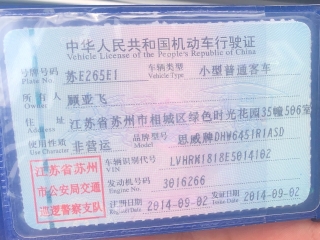 中华人民共和国机动车行驶证
Vehicle License of the People's Republic of China
号牌号码 苏E265E1 车辆类型 小型普通客车
Plate No. Vehicle Type
所有人 顾亚飞
住址 江苏省苏州市相城区绿色时光花园35幢506室
使用性质 非营运 品牌型号 思威牌DHW6451R1ASD
Use Character Model
江苏省苏州 车辆识别代号 LVHRM1818E5014102
VIN
市公安局交通 发动机号码 3016266
Engine No.
巡逻警察支队 注册日期 2014-09-02 发证日期 2014-09-02
Register Date Issue Date